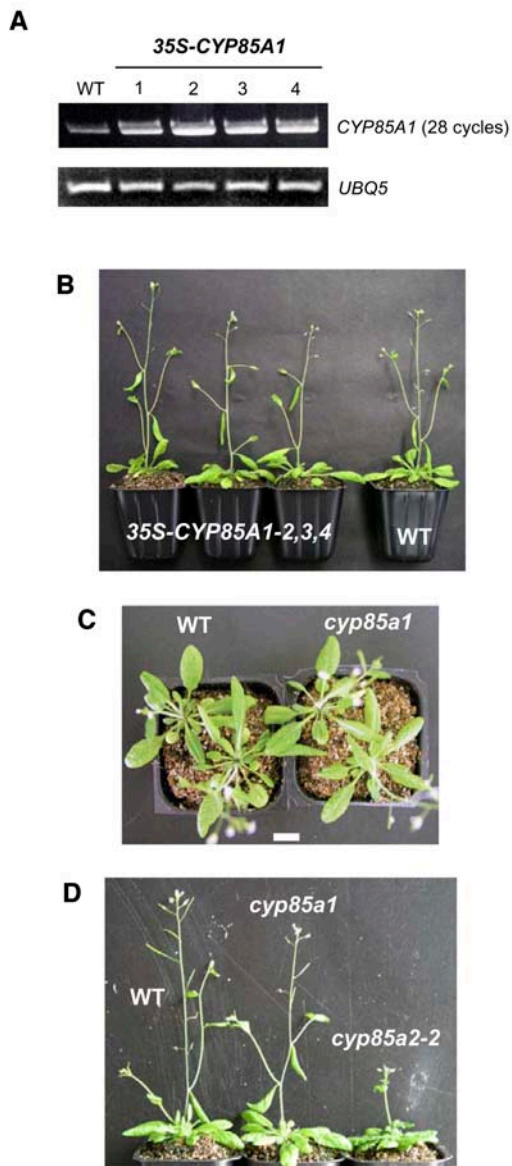 A
35S-CYP85A1
WT 1 2 3 4
CYP85A1 (28 cycles)
UBQ5
B
35S-CYP85A1-2,3,4
WT
C
WT
cyp85a1
D
cyp85a1
WT
cyp85a2-2